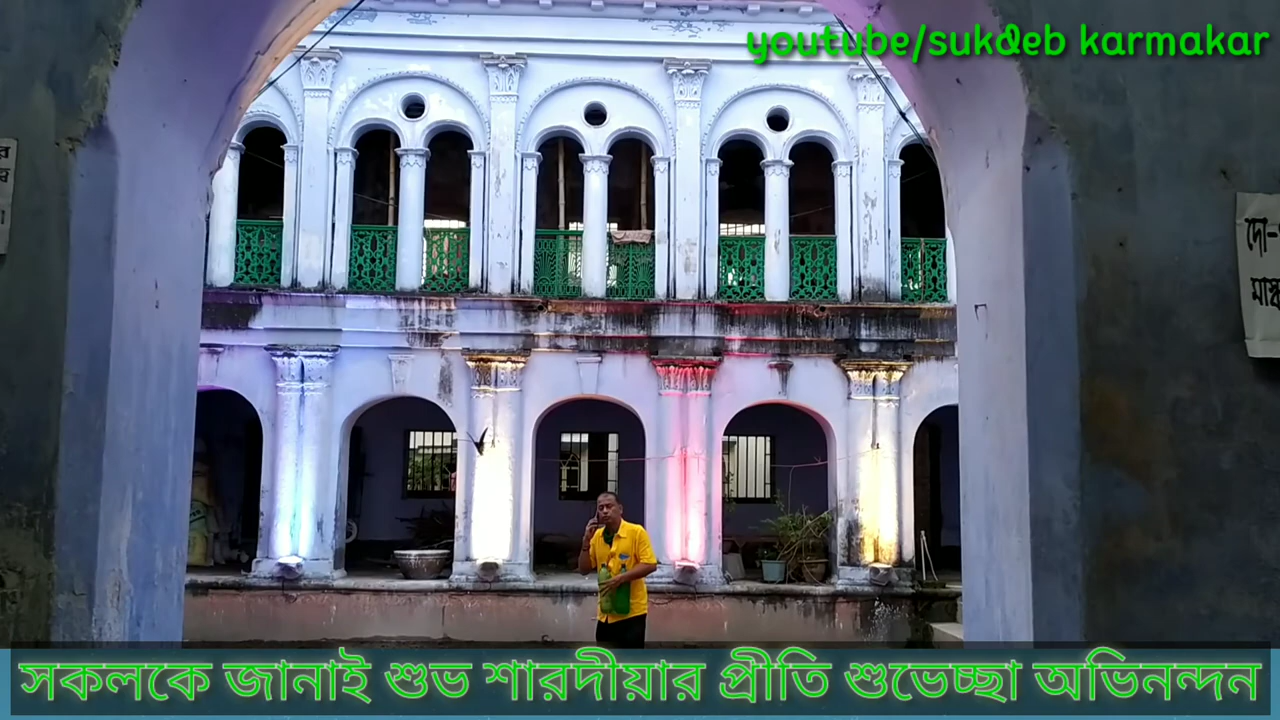 youtube/sukdeb karmakar
দো-
মাস্ক
সকলকে জানাই শুভ শারদীয়ার প্রীতি শুভেচ্ছা অভিনন্দন